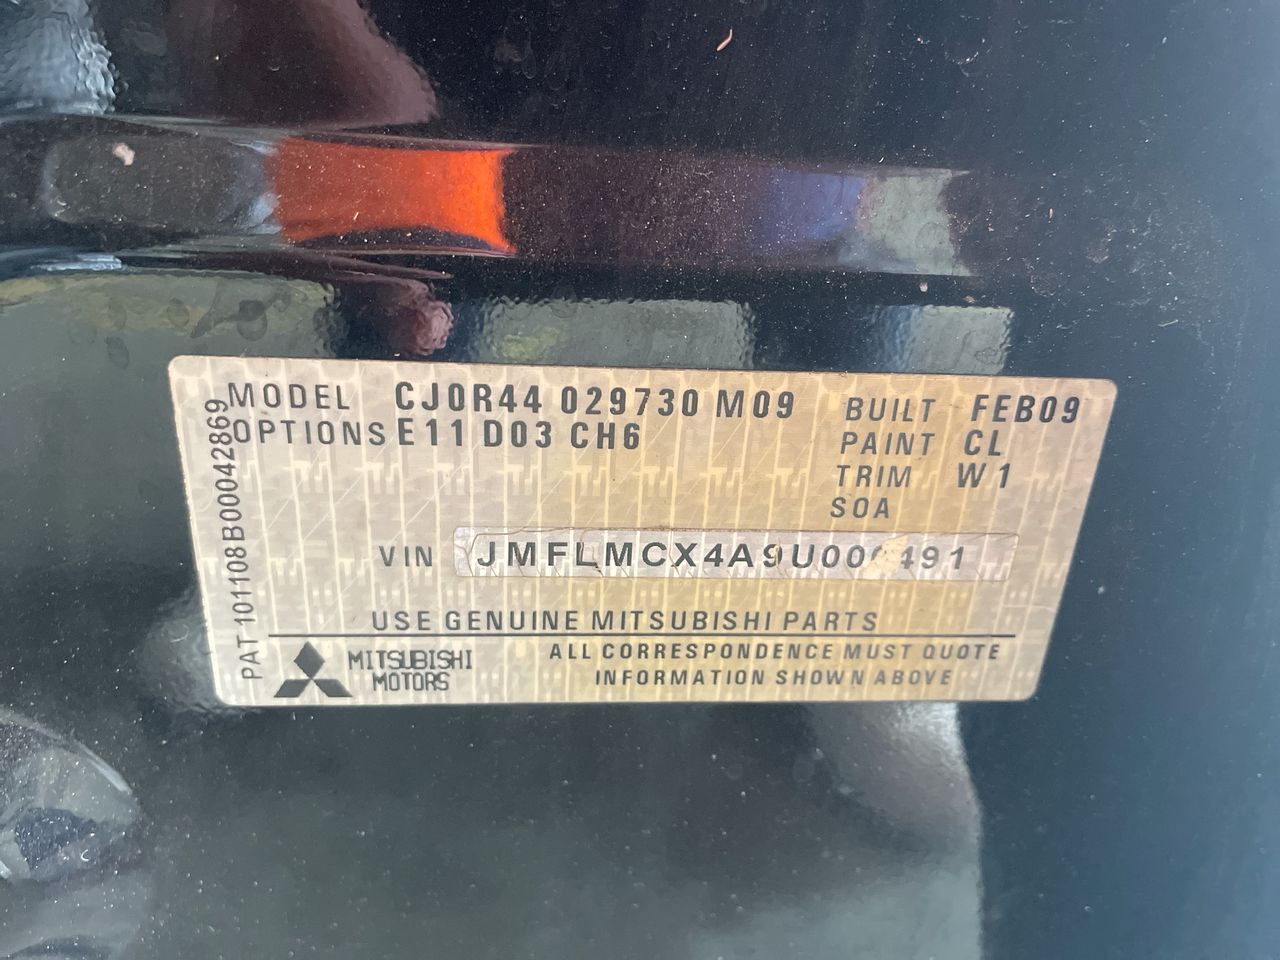 MODEL CJ0R44 029730 M09
OPTIONS E11 D03 CH6
BUILT FEB09
PAINT CL
TRIM W1
SOA
VIN
USE GENUINE MITSUBISHI PARTS
MITSUBISHI
MOTORS
ALL CORRESPONDENCE MUST QUOTE
INFORMATION SHOWN ABOVE
PAT 101108B00042869